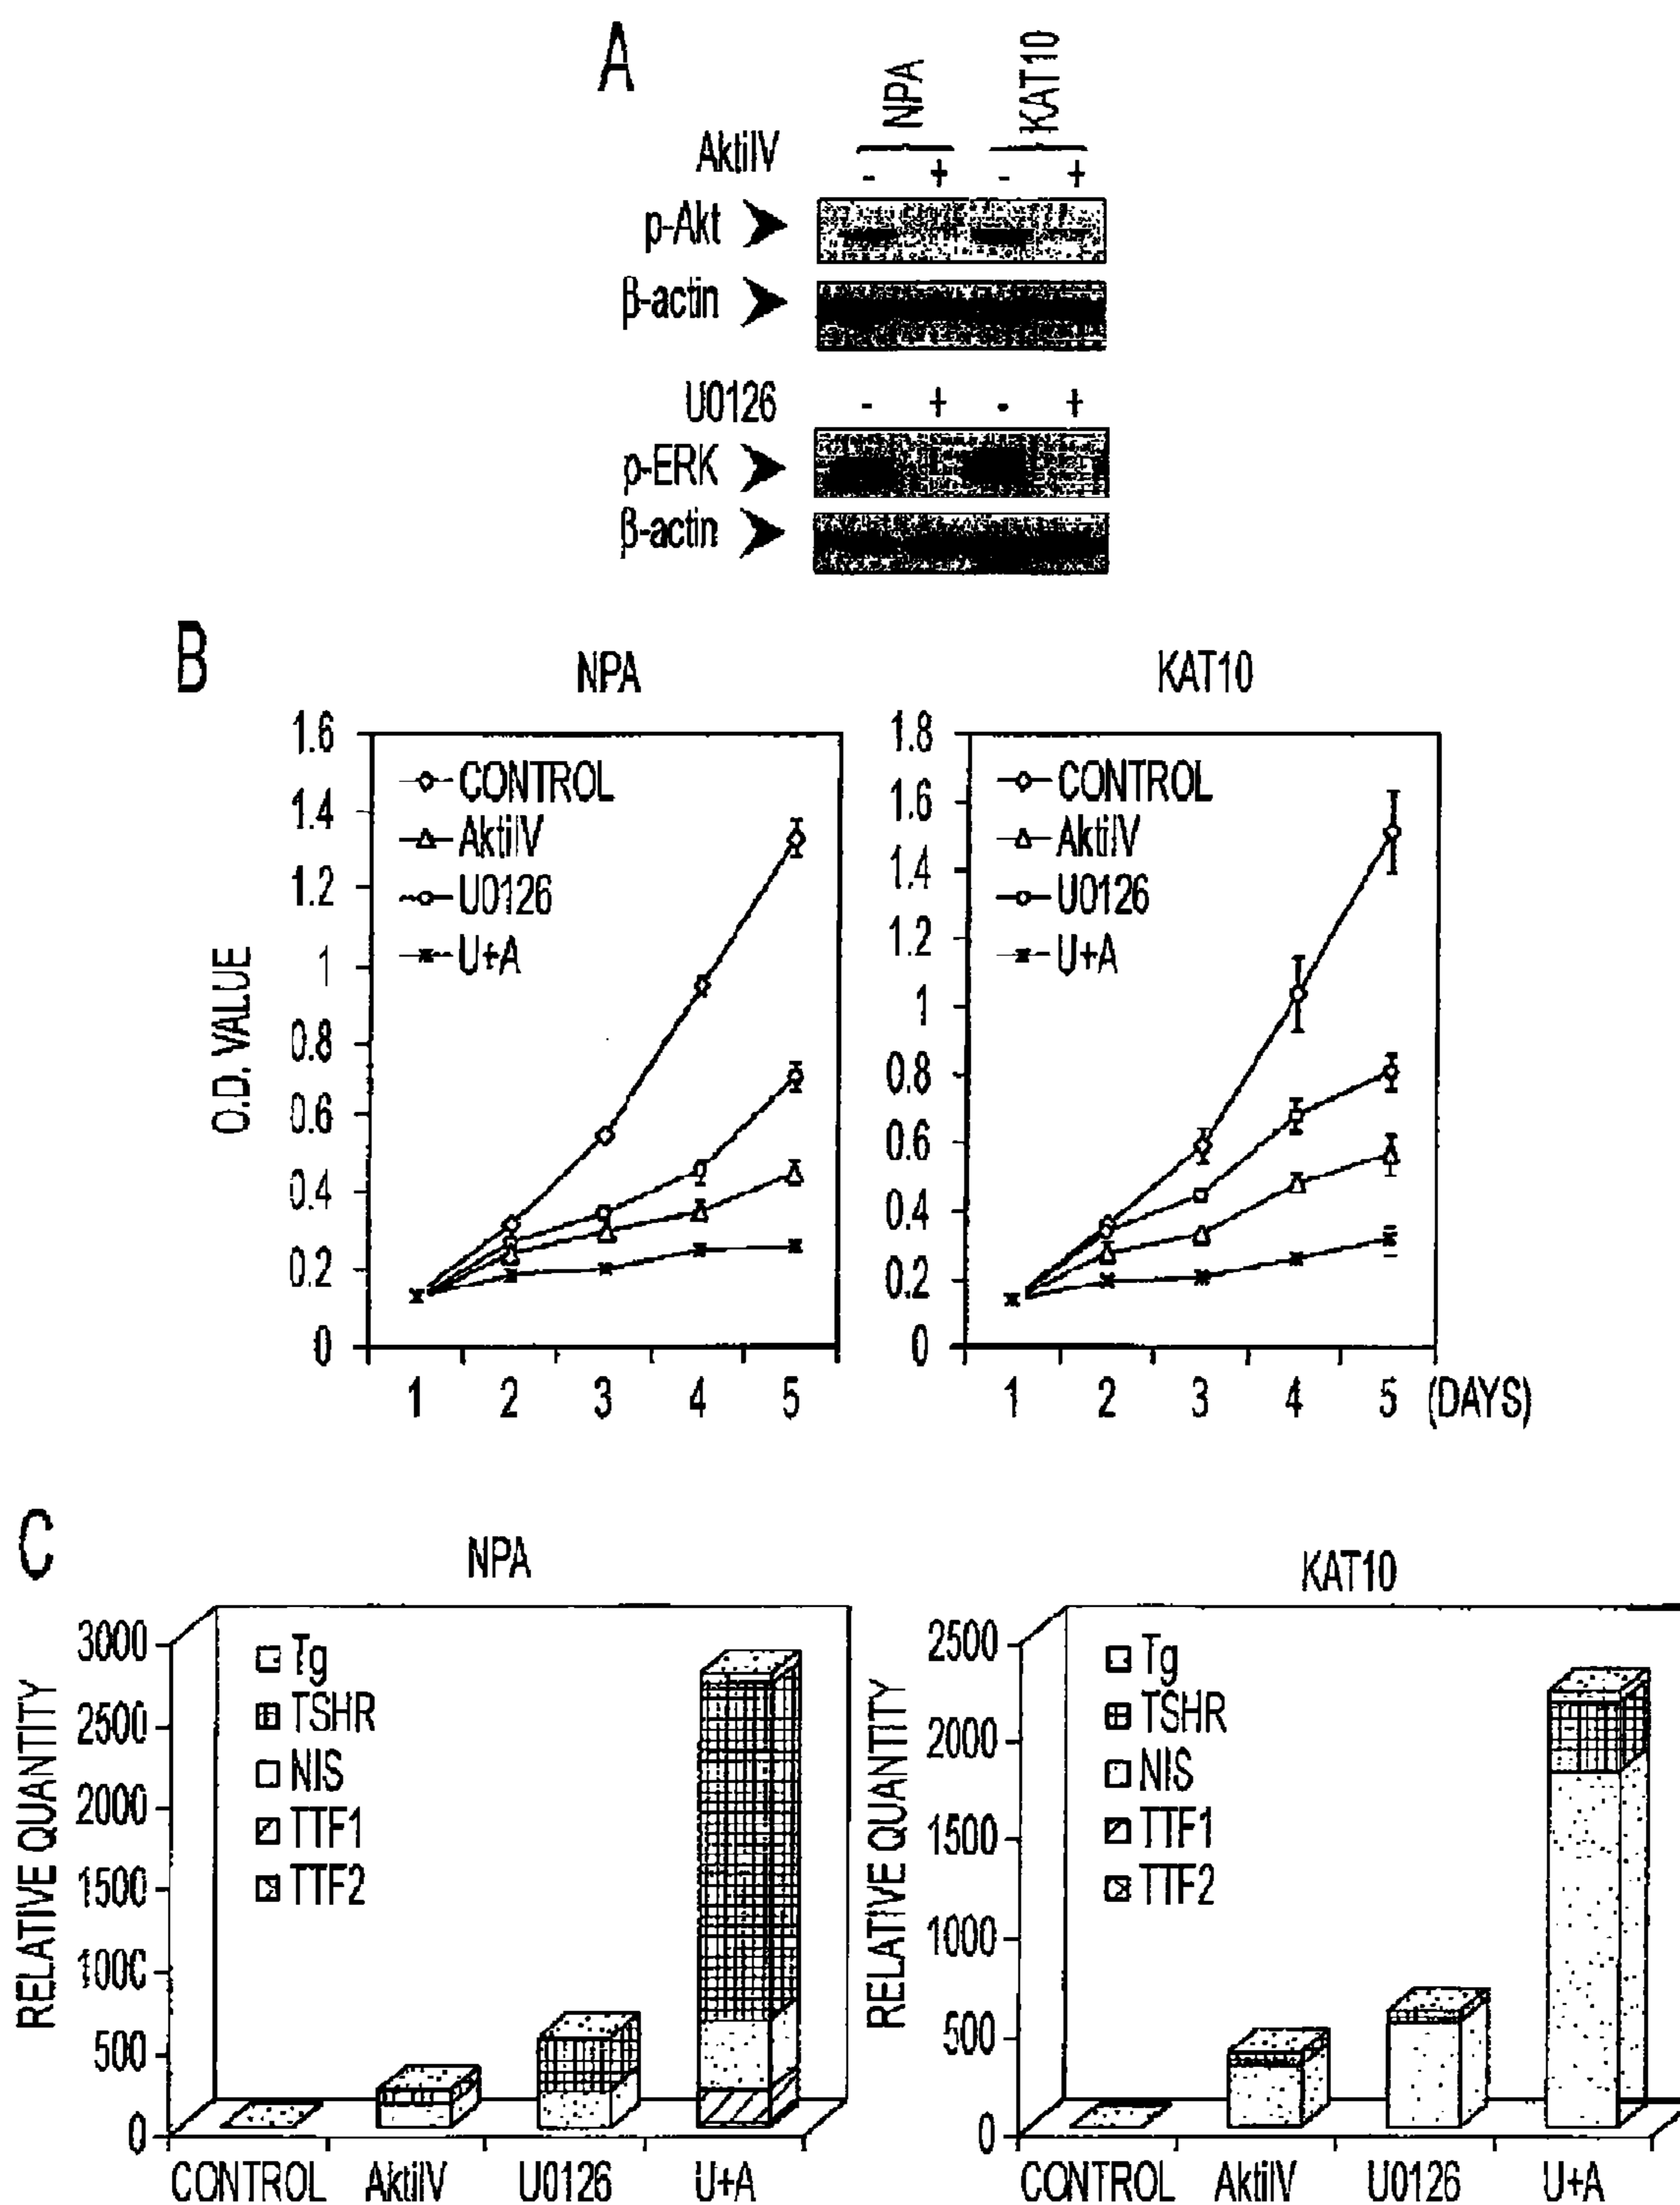 A
NPA KAT10
AktiIV - + - +
p-Akt
β-actin
U0126 - + - +
p-ERK
β-actin
B
NPA
1.6
1.4
1.2
1
0.8
0.6
0.4
0.2
0
O.D. VALUE
CONTROL
AktiIV
U0126
U+A
1 2 3 4 5
KAT10
1.8
1.6
1.4
1.2
1
0.8
0.6
0.4
0.2
0
CONTROL
AktiIV
U0126
U+A
1 2 3 4 5 (DAYS)
C
NPA
RELATIVE QUANTITY
3000
2500
2000
1500
1000
500
0
Tg
TSHR
NIS
TTF1
TTF2
CONTROL AktiIV U0126 U+A
KAT10
RELATIVE QUANTITY
2500
2000
1500
1000
500
0
Tg
TSHR
NIS
TTF1
TTF2
CONTROL AktiIV U0126 U+A